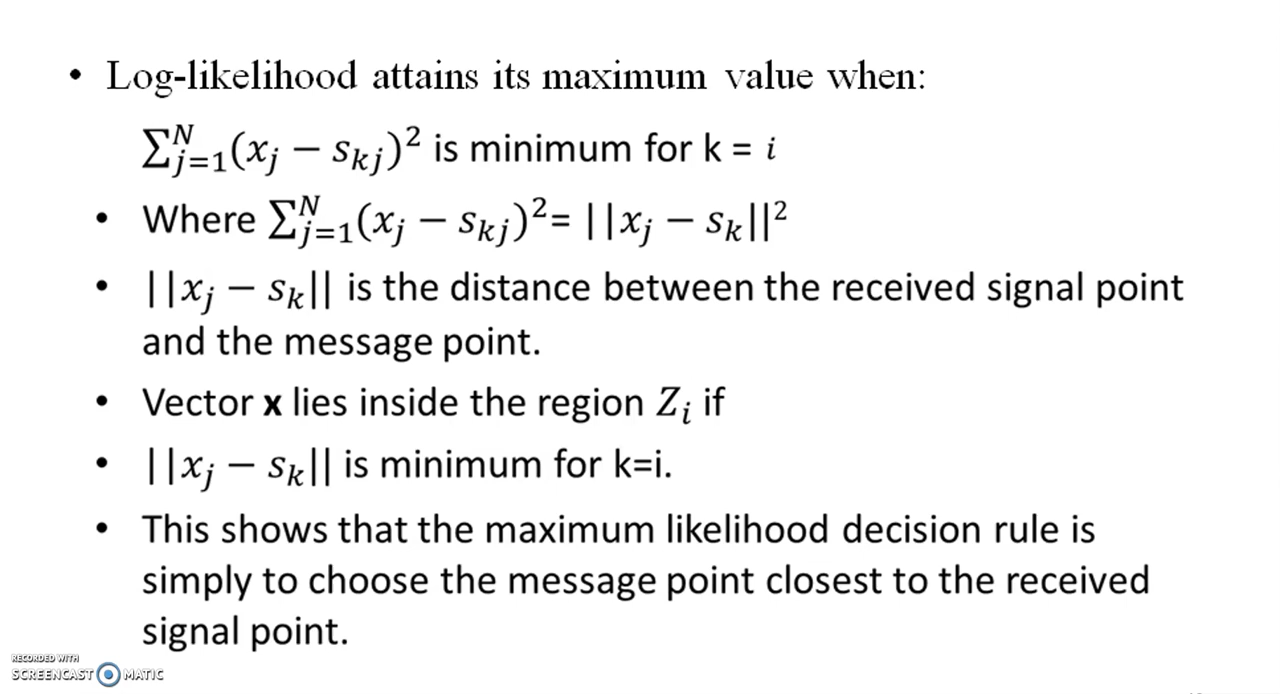 • Log-likelihood attains its maximum value when:
∑_{j=1}^{N}(x_j − s_{kj})² is minimum for k = i
• Where ∑_{j=1}^{N}(x_j − s_{kj})²= ||x_j − s_k||²
• ||x_j − s_k|| is the distance between the received signal point
and the message point.
• Vector x lies inside the region Z_i if
• ||x_j − s_k|| is minimum for k=i.
• This shows that the maximum likelihood decision rule is
simply to choose the message point closest to the received
signal point.
RECORDED WITH
SCREENCAST MATIC